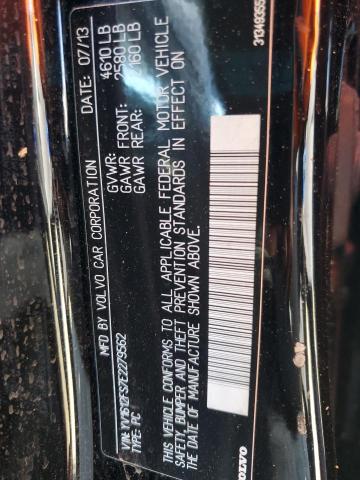 MFD BY VOLVO CAR CORPORATION DATE: 07/13
GVWR: 4610 LB
GAWR FRONT: 2580 LB
GAWR REAR: 2160 LB
VIN: YV1612FS7E2279562
TYPE: PC
THIS VEHICLE CONFORMS TO ALL APPLICABLE FEDERAL MOTOR VEHICLE
SAFETY, BUMPER AND THEFT PREVENTION STANDARDS IN EFFECT ON
THE DATE OF MANUFACTURE SHOWN ABOVE.
VOLVO